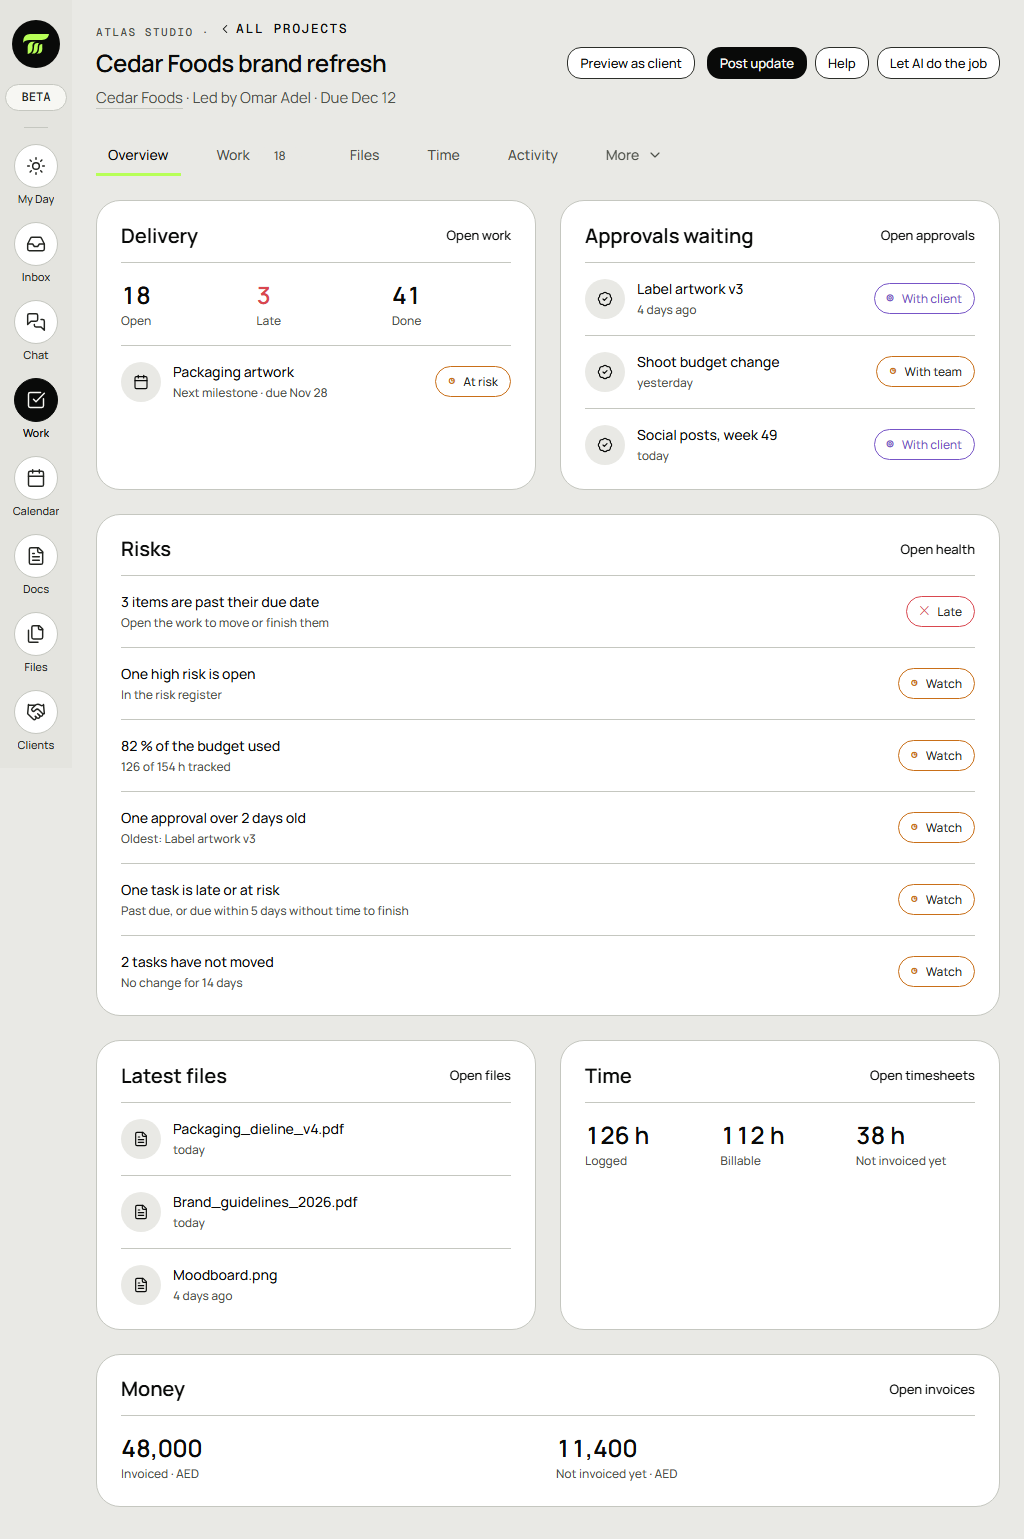 ATLAS STUDIO · ALL PROJECTS
Cedar Foods brand refresh
Cedar Foods · Led by Omar Adel · Due Dec 12
Preview as client
Post update
Help
Let AI do the job
BETA
My Day
Inbox
Chat
Work
Calendar
Docs
Files
Clients
Overview
Work 18
Files
Time
Activity
More
Delivery
Open work
18
Open
3
Late
41
Done
Packaging artwork
Next milestone · due Nov 28
At risk
Approvals waiting
Open approvals
Label artwork v3
4 days ago
With client
Shoot budget change
yesterday
With team
Social posts, week 49
today
With client
Risks
Open health
3 items are past their due date
Open the work to move or finish them
Late
One high risk is open
In the risk register
Watch
82 % of the budget used
126 of 154 h tracked
Watch
One approval over 2 days old
Oldest: Label artwork v3
Watch
One task is late or at risk
Past due, or due within 5 days without time to finish
Watch
2 tasks have not moved
No change for 14 days
Watch
Latest files
Open files
Packaging_dieline_v4.pdf
today
Brand_guidelines_2026.pdf
today
Moodboard.png
4 days ago
Time
Open timesheets
126 h
Logged
112 h
Billable
38 h
Not invoiced yet
Money
Open invoices
48,000
Invoiced · AED
11,400
Not invoiced yet · AED